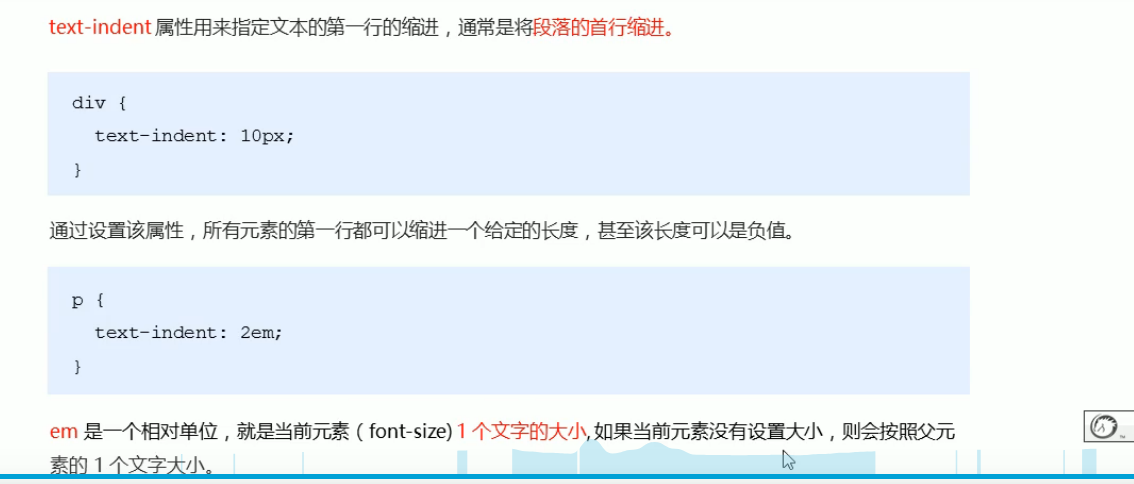 text-indent 属性用来指定文本的第一行的缩进，通常是将段落的首行缩进。
div {
  text-indent: 10px;
}
通过设置该属性，所有元素的第一行都可以缩进一个给定的长度，甚至该长度可以是负值。
p {
  text-indent: 2em;
}
em 是一个相对单位，就是当前元素（font-size) 1 个文字的大小,如果当前元素没有设置大小，则会按照父元
素的 1 个文字大小。